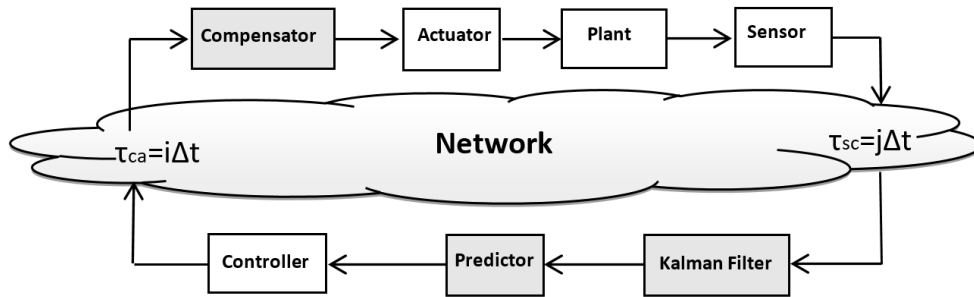 Compensator
Actuator
Plant
Sensor
τca=iΔt
Network
τsc=jΔt
Controller
Predictor
Kalman Filter